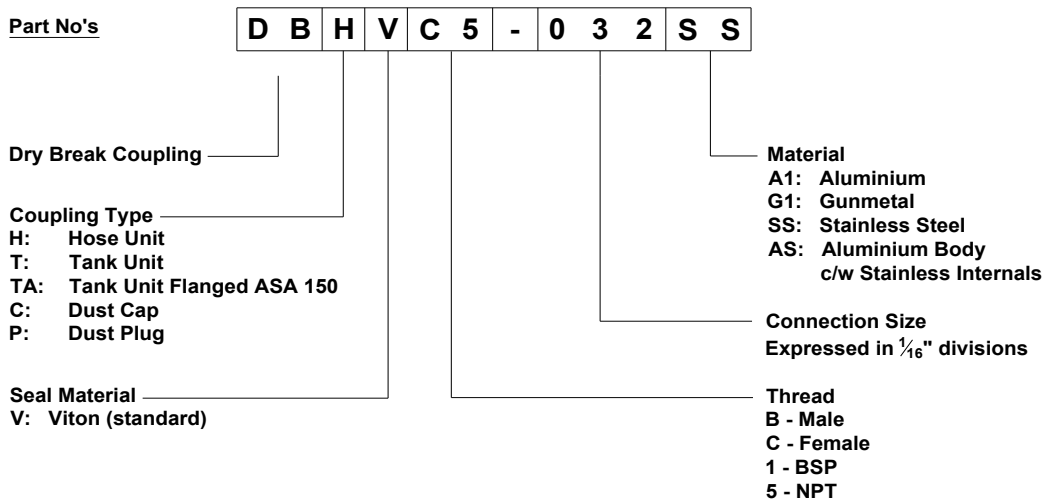 Part No's
D B H V C 5 - 0 3 2 S S
Dry Break Coupling
Coupling Type
H: Hose Unit
T: Tank Unit
TA: Tank Unit Flanged ASA 150
C: Dust Cap
P: Dust Plug
Seal Material
V: Viton (standard)
Material
A1: Aluminium
G1: Gunmetal
SS: Stainless Steel
AS: Aluminium Body
c/w Stainless Internals
Connection Size
Expressed in 1⁄16" divisions
Thread
B - Male
C - Female
1 - BSP
5 - NPT